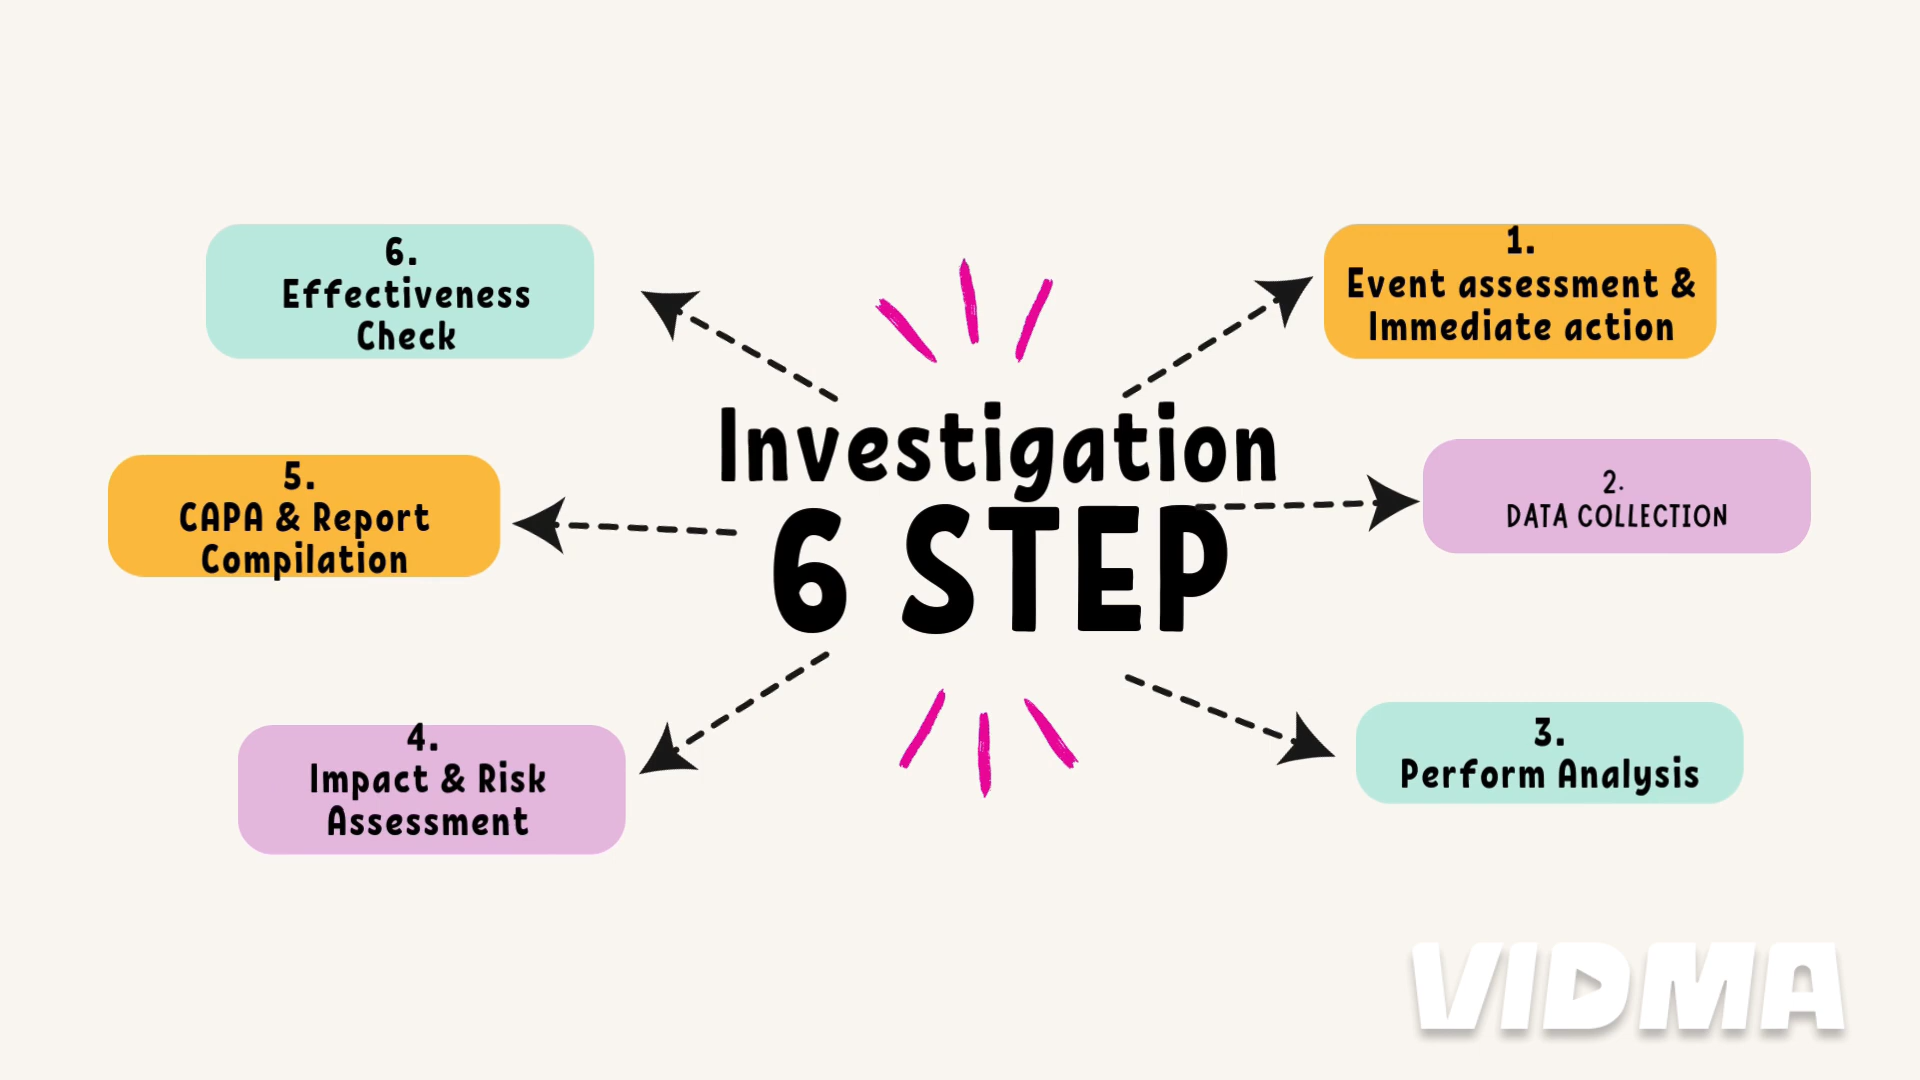 Investigation
6 STEP
1.
Event assessment &
Immediate action
2.
DATA COLLECTION
3.
Perform Analysis
4.
Impact & Risk
Assessment
5.
CAPA & Report
Compilation
6.
Effectiveness
Check
VIDMA